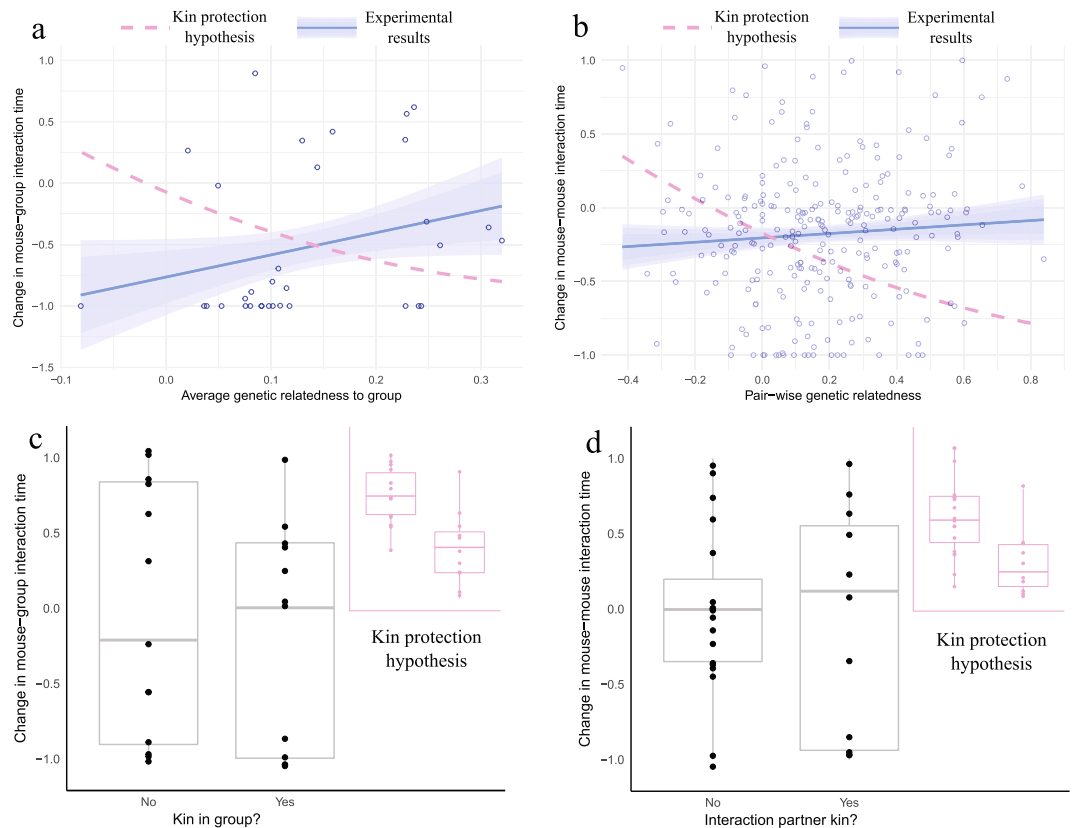 a
Kin protection
hypothesis
Experimental
results
Change in mouse−group interaction time
1.0
0.5
0.0
−0.5
−1.0
−1.5
−0.1
0.0
0.1
0.2
0.3
Average genetic relatedness to group
b
Kin protection
hypothesis
Experimental
results
Change in mouse−mouse interaction time
1.0
0.5
0.0
−0.5
−1.0
−0.4
−0.2
0.0
0.2
0.4
0.6
0.8
Pair−wise genetic relatedness
c
Change in mouse−group interaction time
1.0
0.5
0.0
−0.5
−1.0
Kin protection
hypothesis
No
Yes
Kin in group?
d
Change in mouse−mouse interaction time
1.0
0.5
0.0
−0.5
−1.0
Kin protection
hypothesis
No
Yes
Interaction partner kin?